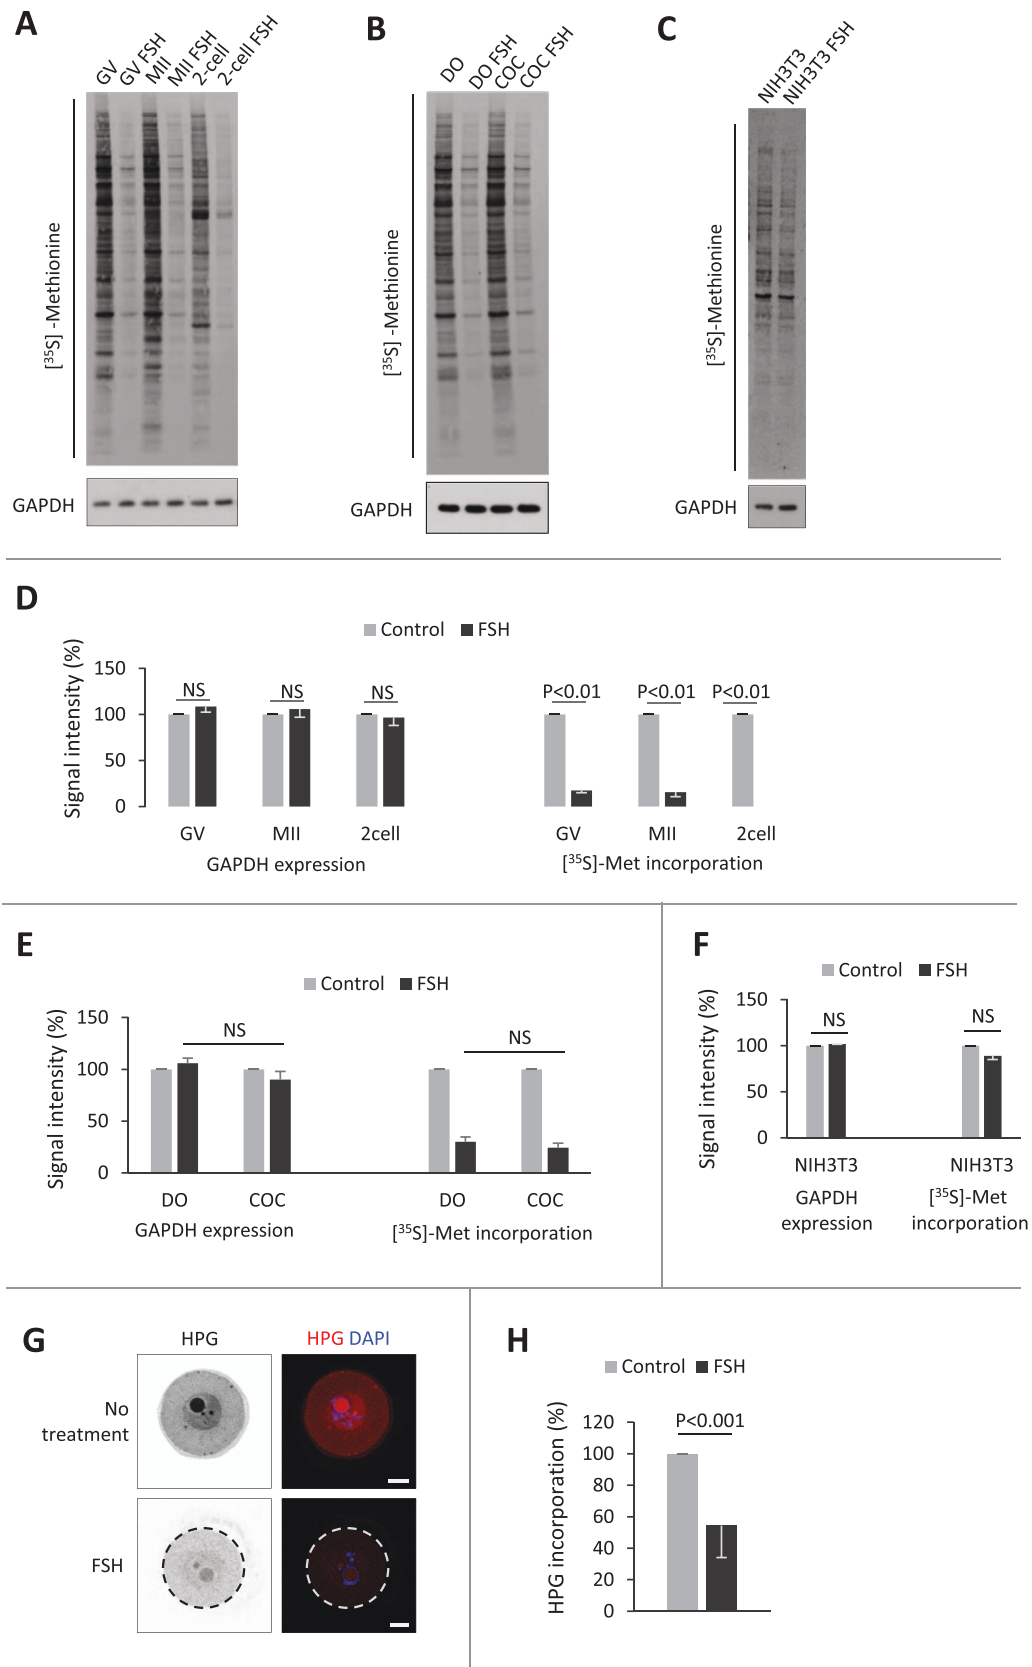 A
GV
GV FSH
MII
MII FSH
2-cell
2-cell FSH
[³⁵S] -Methionine
GAPDH
B
DO
DO FSH
COC
COC FSH
[³⁵S]-Methionine
GAPDH
C
NIH3T3
NIH3T3 FSH
[³⁵S]-Methionine
GAPDH
D
Control FSH
Signal intensity (%)
150
100
50
0
NS NS NS
P<0.01 P<0.01 P<0.01
GV MII 2cell
GAPDH expression
GV MII 2cell
[³⁵S]-Met incorporation
E
Control FSH
Signal intensity (%)
150
100
50
0
NS NS
DO COC DO COC
GAPDH expression [³⁵S]-Met incorporation
F
Control FSH
Signal intensity (%)
150
100
50
0
NS NS
NIH3T3 NIH3T3
GAPDH
expression
[³⁵S]-Met
incorporation
G
HPG HPG DAPI
No
treatment
FSH
H
Control FSH
HPG incorporation (%)
120
100
80
60
40
20
0
P<0.001